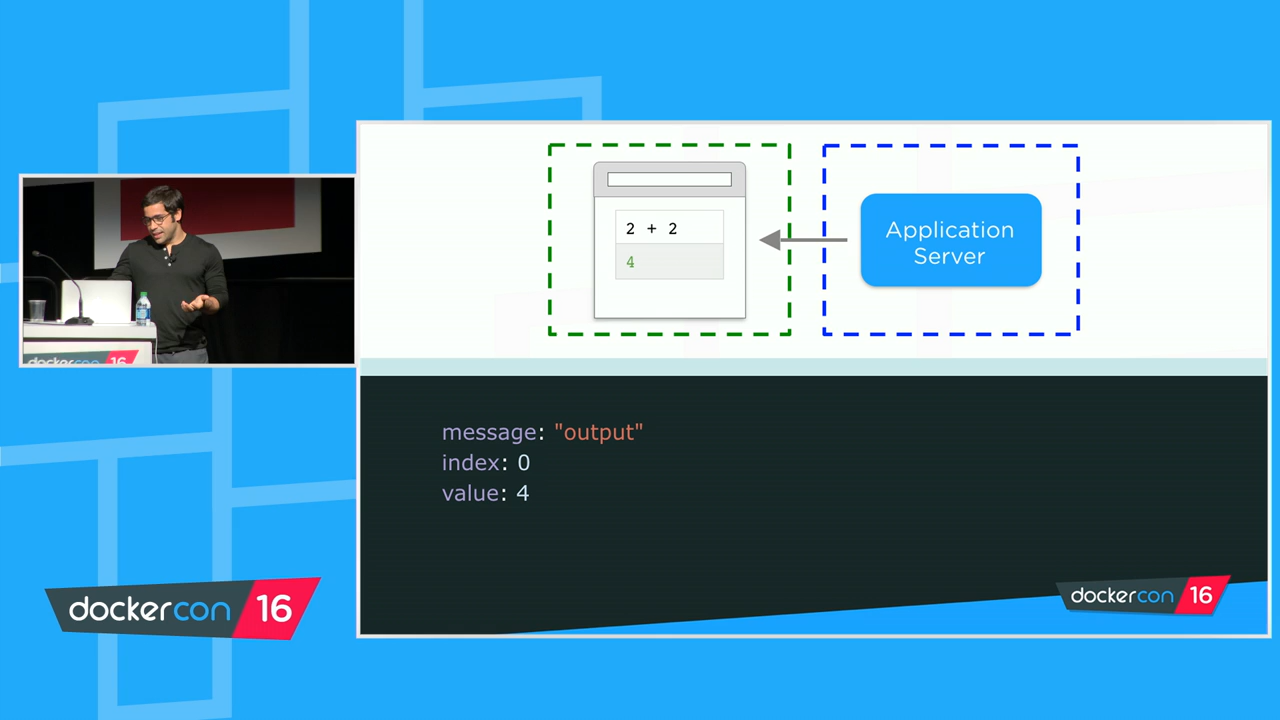 2 + 2
4
Application
Server
message: "output"
index: 0
value: 4
dockercon 16
dockercon 16
dockercon 16